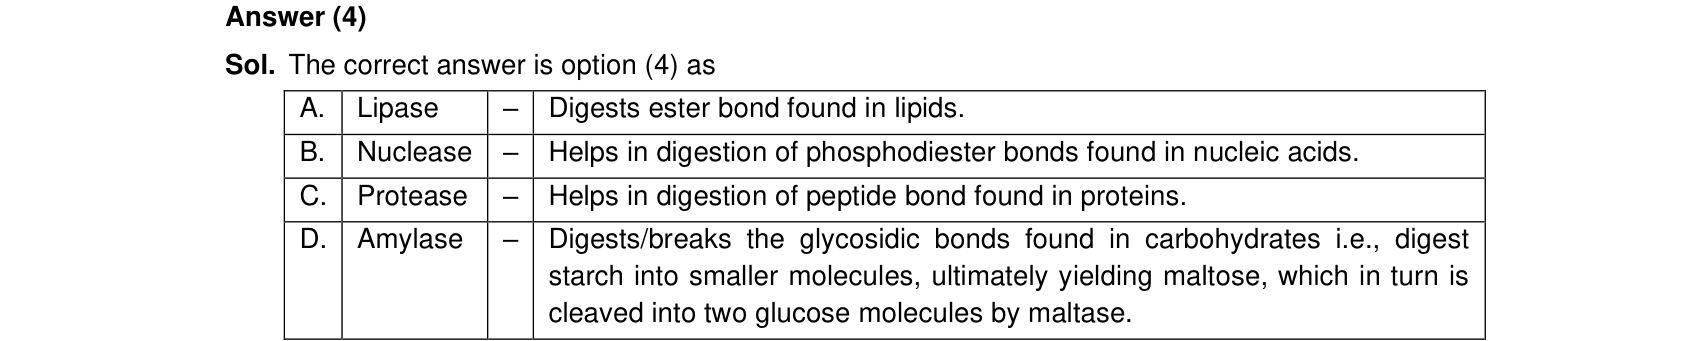 Answer (4)
Sol. The correct answer is option (4) as
A. Lipase – Digests ester bond found in lipids.
B. Nuclease – Helps in digestion of phosphodiester bonds found in nucleic acids.
C. Protease – Helps in digestion of peptide bond found in proteins.
D. Amylase – Digests/breaks the glycosidic bonds found in carbohydrates i.e., digest
starch into smaller molecules, ultimately yielding maltose, which in turn is
cleaved into two glucose molecules by maltase.